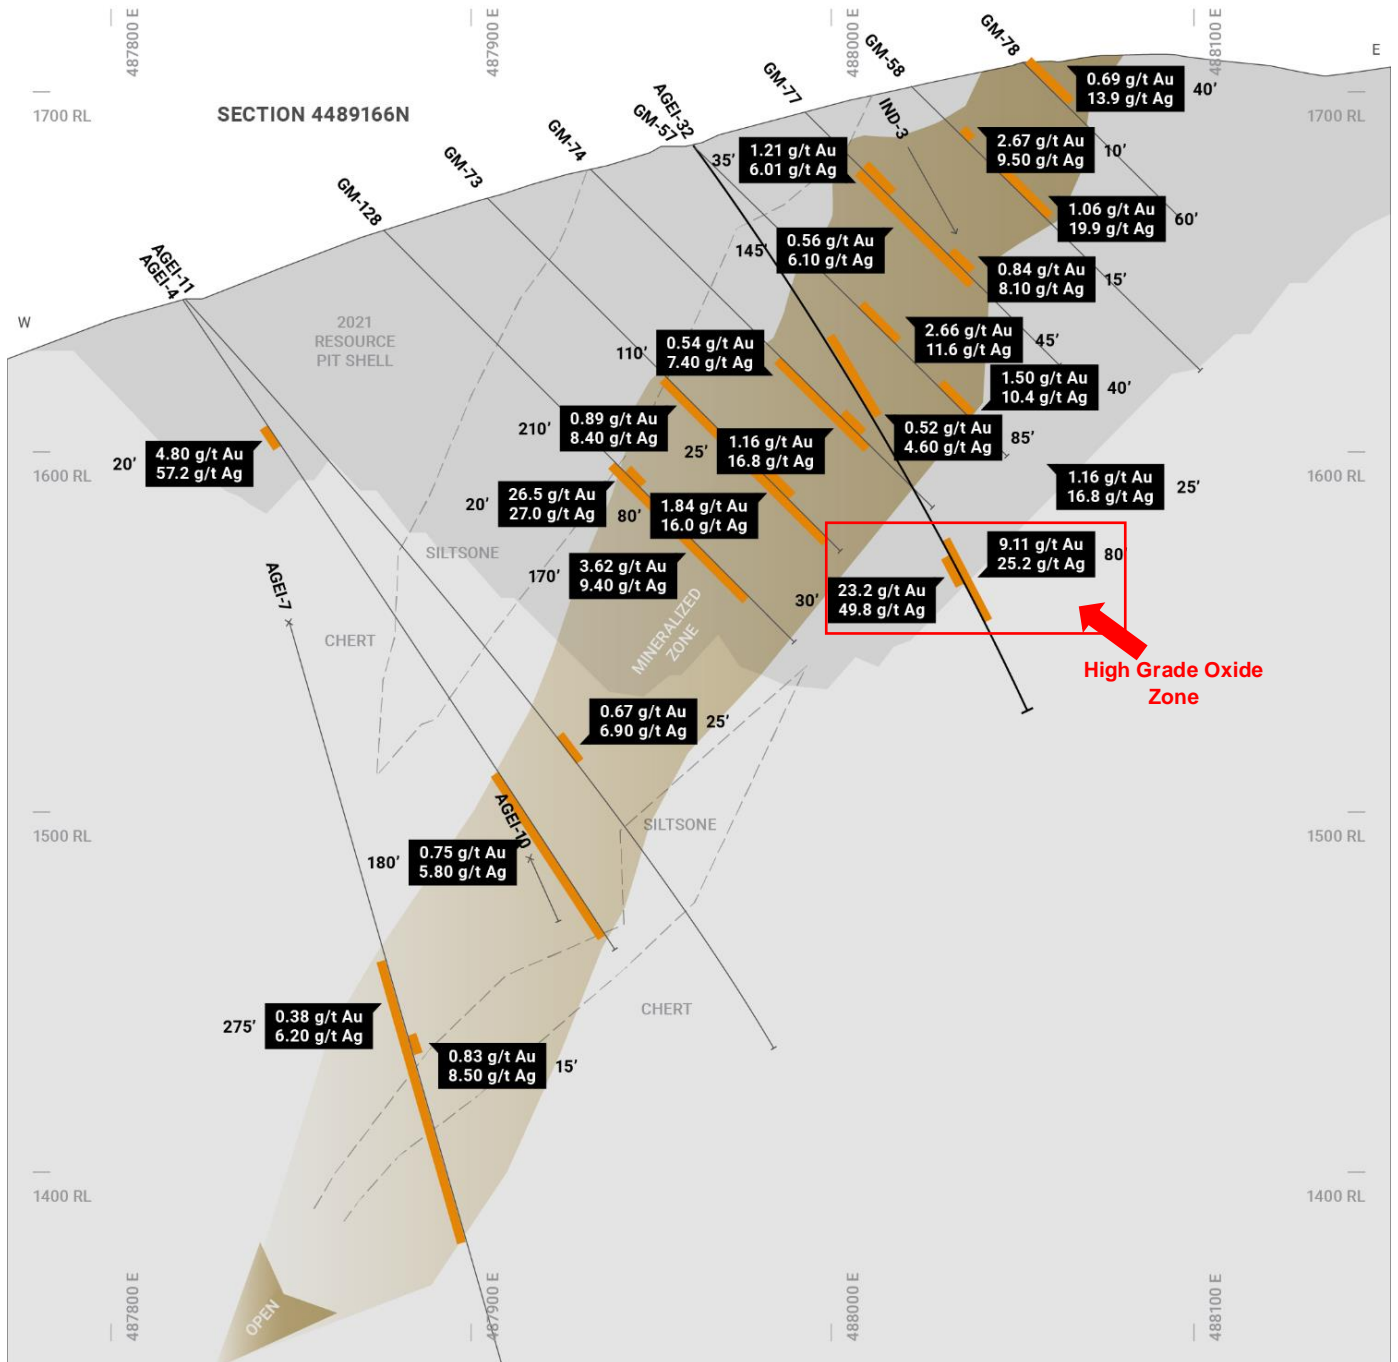 487800 E
487900 E
488000 E
488100 E
E
W
1700 RL
1700 RL
SECTION 4489166N
GM-78
GM-58
GM-77
AGEI-32
GM-57
GM-74
GM-73
GM-128
AGEI-11
AGEI-4
IND-3
0.69 g/t Au
13.9 g/t Ag
40'
2.67 g/t Au
9.50 g/t Ag
10'
35'
1.21 g/t Au
6.01 g/t Ag
1.06 g/t Au
19.9 g/t Ag
60'
145'
0.56 g/t Au
6.10 g/t Ag
0.84 g/t Au
8.10 g/t Ag
15'
2021
RESOURCE
PIT SHELL
2.66 g/t Au
11.6 g/t Ag
45'
110'
0.54 g/t Au
7.40 g/t Ag
1.50 g/t Au
10.4 g/t Ag
40'
210'
0.89 g/t Au
8.40 g/t Ag
0.52 g/t Au
4.60 g/t Ag
85'
25'
1.16 g/t Au
16.8 g/t Ag
20'
4.80 g/t Au
57.2 g/t Ag
1600 RL
1600 RL
1.16 g/t Au
16.8 g/t Ag
25'
20'
26.5 g/t Au
27.0 g/t Ag
80'
1.84 g/t Au
16.0 g/t Ag
SILTSONE
9.11 g/t Au
25.2 g/t Ag
80'
170'
3.62 g/t Au
9.40 g/t Ag
30'
23.2 g/t Au
49.8 g/t Ag
AGEI-7
CHERT
MINERALIZED
ZONE
High Grade Oxide
Zone
0.67 g/t Au
6.90 g/t Ag
25'
1500 RL
1500 RL
AGEI-10
SILTSONE
180'
0.75 g/t Au
5.80 g/t Ag
CHERT
275'
0.38 g/t Au
6.20 g/t Ag
0.83 g/t Au
8.50 g/t Ag
15'
1400 RL
1400 RL
OPEN
487800 E
487900 E
488000 E
488100 E